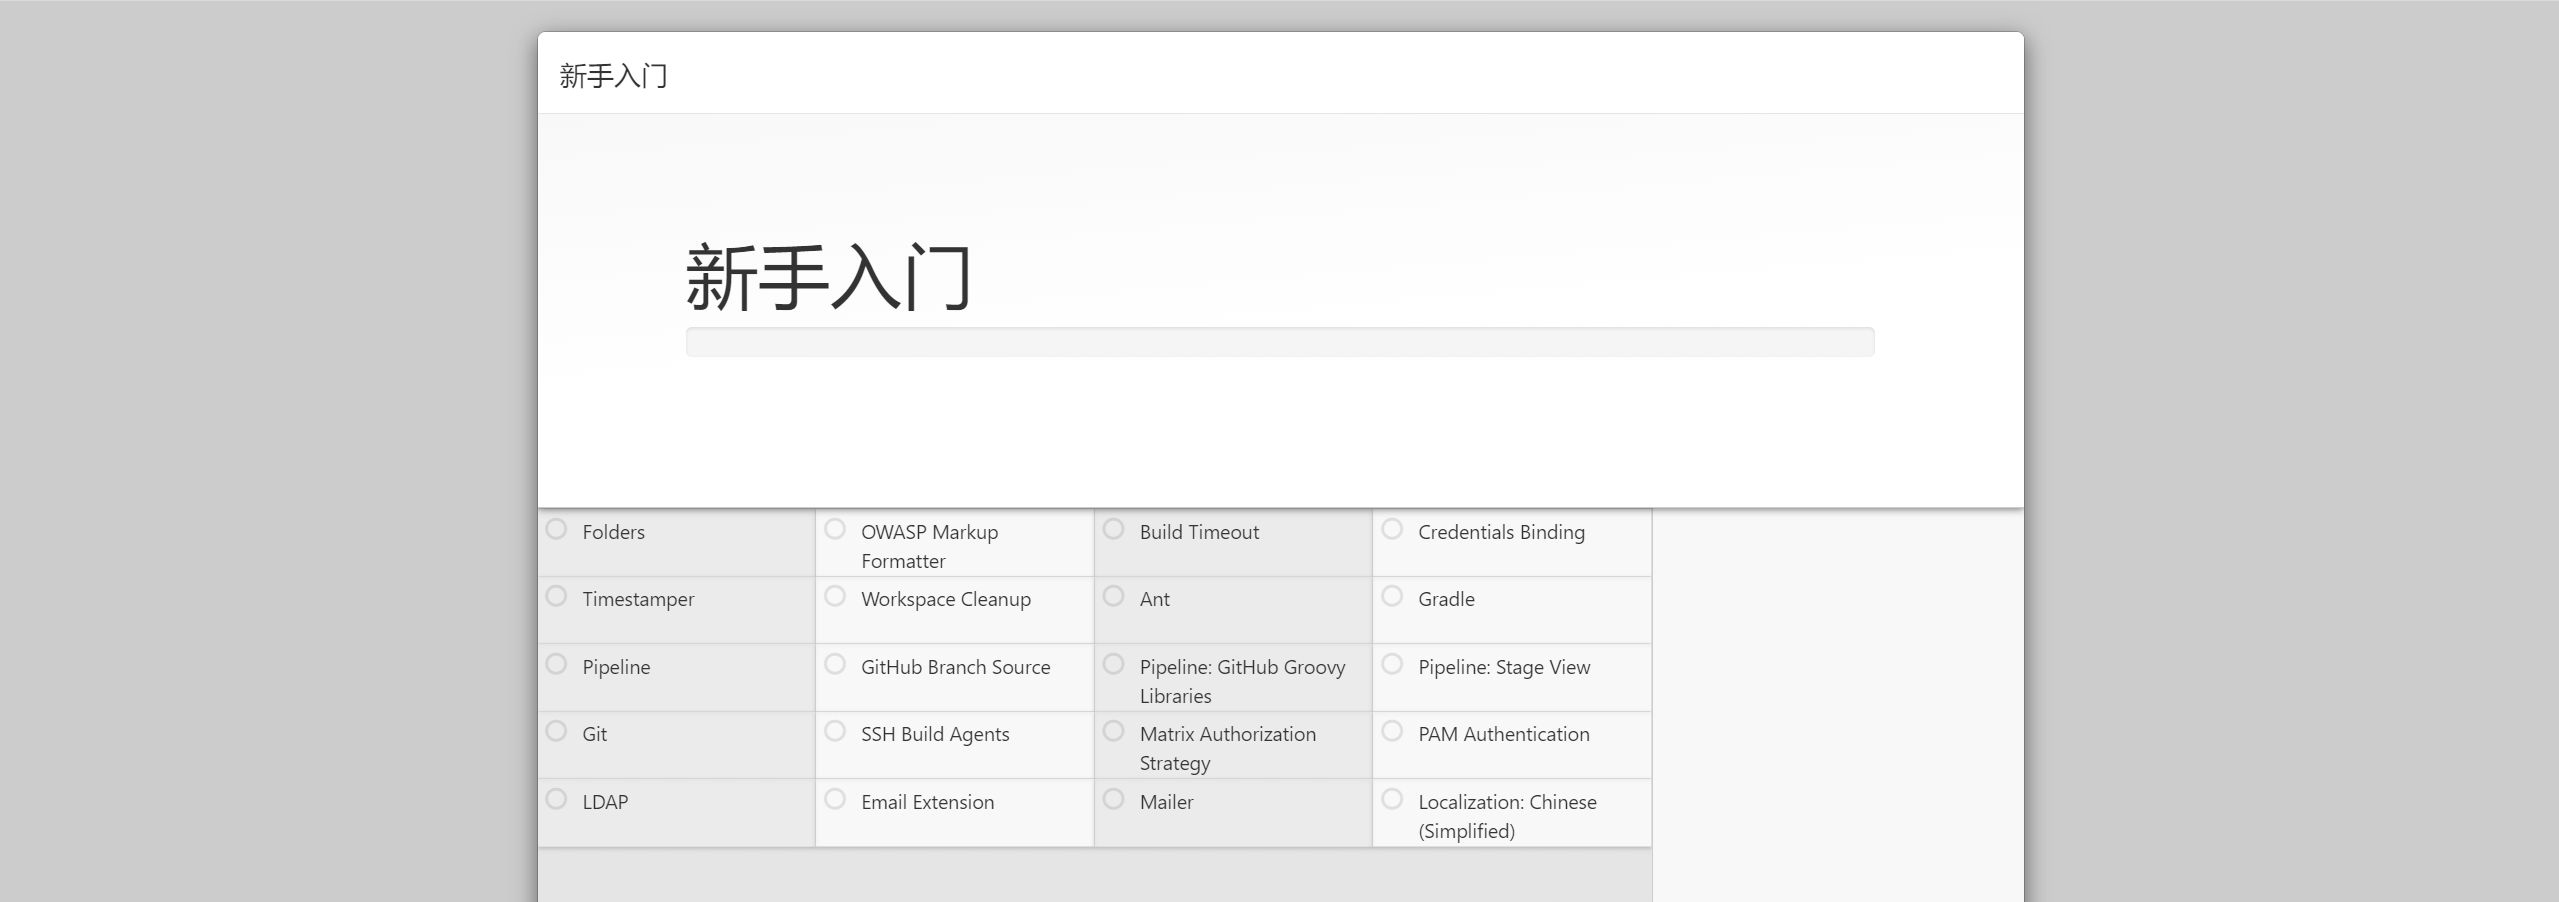 新手入门
新手入门
Folders
OWASP Markup
Formatter
Build Timeout
Credentials Binding
Timestamper
Workspace Cleanup
Ant
Gradle
Pipeline
GitHub Branch Source
Pipeline: GitHub Groovy
Libraries
Pipeline: Stage View
Git
SSH Build Agents
Matrix Authorization
Strategy
PAM Authentication
LDAP
Email Extension
Mailer
Localization: Chinese
(Simplified)